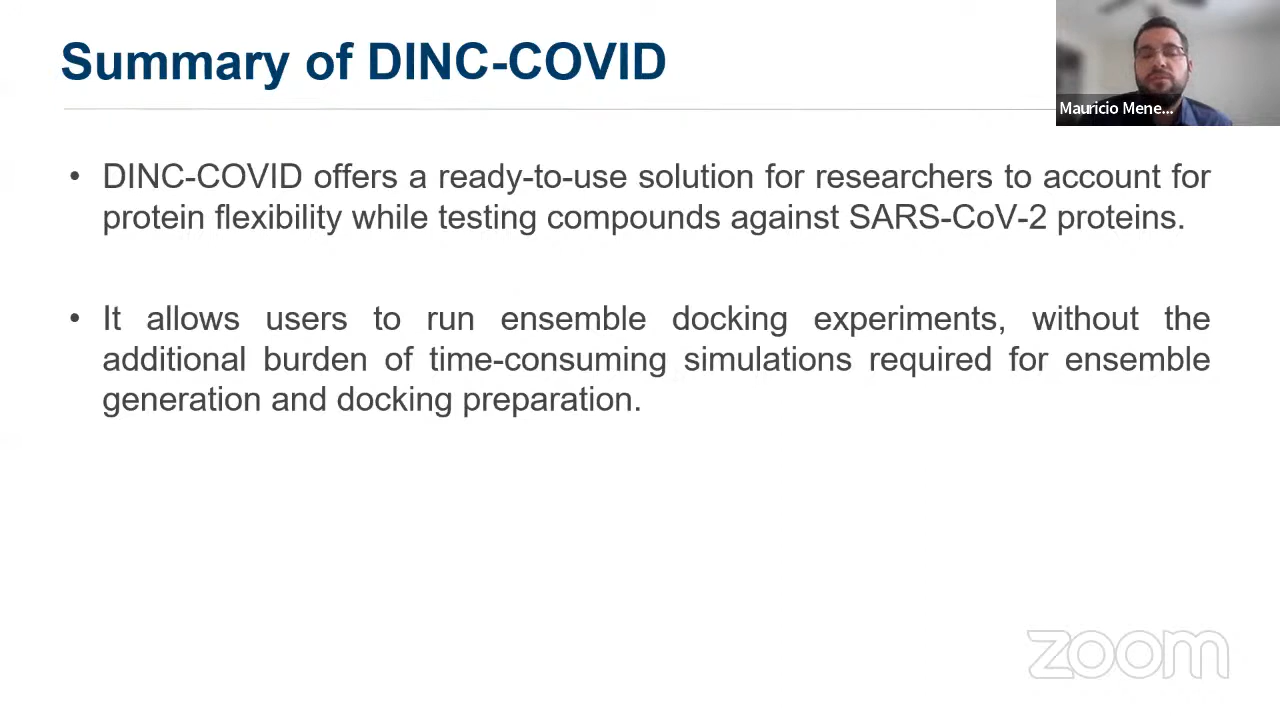 Summary of DINC-COVID
Mauricio Mene...
• DINC-COVID offers a ready-to-use solution for researchers to account for
protein flexibility while testing compounds against SARS-CoV-2 proteins.
• It allows users to run ensemble docking experiments, without the
additional burden of time-consuming simulations required for ensemble
generation and docking preparation.
zoom